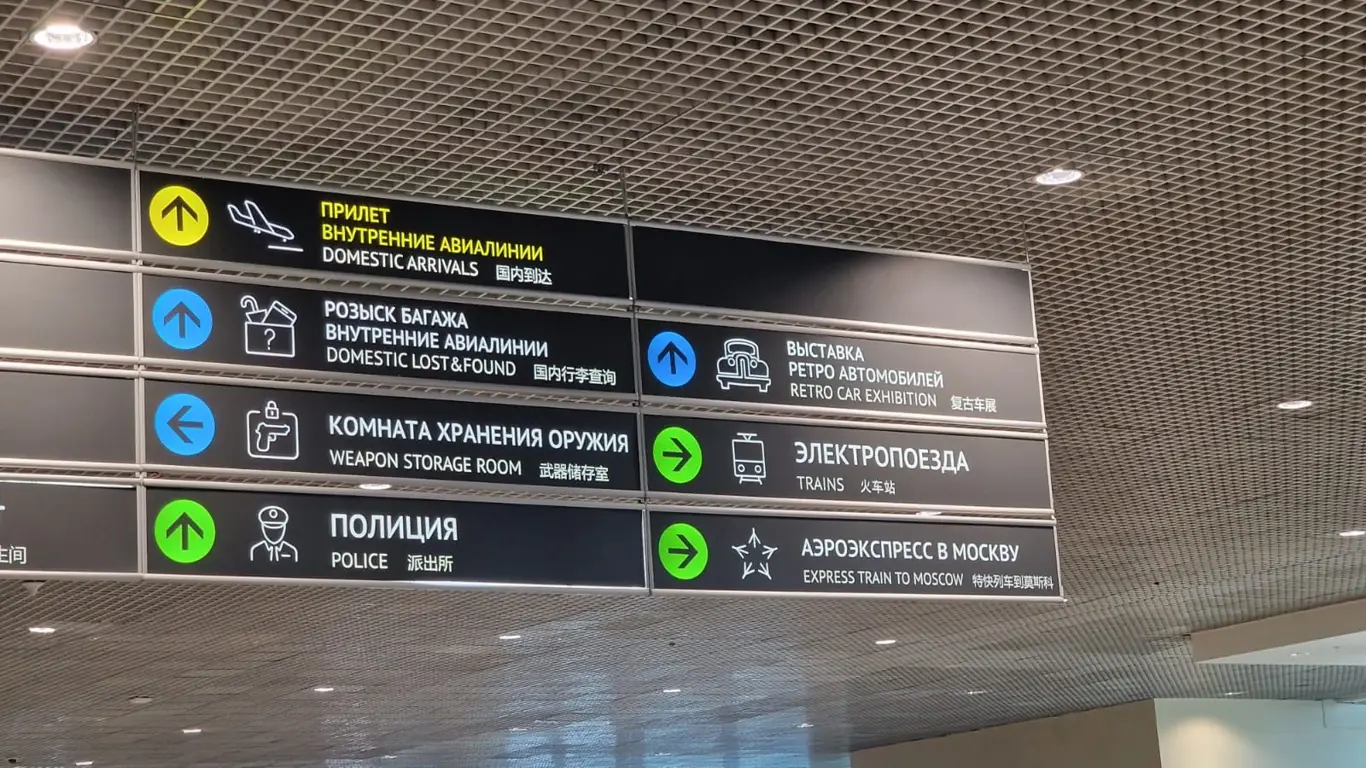 ПРИЛЕТ
ВНУТРЕННИЕ АВИАЛИНИИ
DOMESTIC ARRIVALS 国内到达
РОЗЫСК БАГАЖА
ВНУТРЕННИЕ АВИАЛИНИИ
DOMESTIC LOST&FOUND 国内行李查询
?
КОМНАТА ХРАНЕНИЯ ОРУЖИЯ
WEAPON STORAGE ROOM 武器储存室
ПОЛИЦИЯ
POLICE 派出所
ВЫСТАВКА
РЕТРО АВТОМОБИЛЕЙ
RETRO CAR EXHIBITION 复古车展
ЭЛЕКТРОПОЕЗДА
TRAINS 火车站
АЭРОЭКСПРЕСС В МОСКВУ
EXPRESS TRAIN TO MOSCOW 特快列车到莫斯科
生间